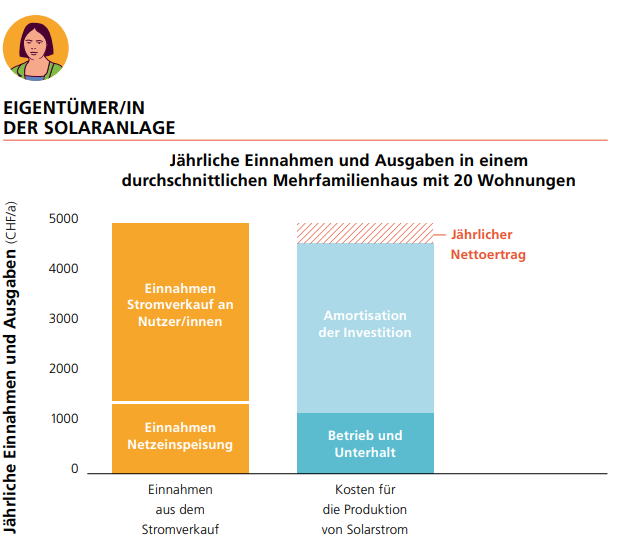 EIGENTÜMER/IN
DER SOLARANLAGE
Jährliche Einnahmen und Ausgaben in einem
durchschnittlichen Mehrfamilienhaus mit 20 Wohnungen
Jährliche Einnahmen und Ausgaben (CHF/a)
5000
4000
3000
2000
1000
0
Einnahmen
Stromverkauf an
Nutzer/innen
Einnahmen
Netzeinspeisung
Jährlicher
Nettoertrag
Amortisation
der Investition
Betrieb und
Unterhalt
Einnahmen
aus dem
Stromverkauf
Kosten für
die Produktion
von Solarstrom